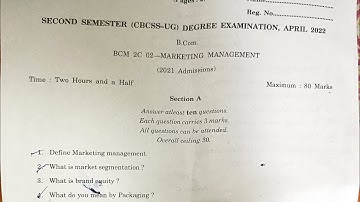 Pages : 
Reg. No.
SECOND SEMESTER (CBCSS-UG) DEGREE EXAMINATION, APRIL 2022
B.Com.
BCM 2C 02—MARKETING MANAGEMENT
(2021 Admissions)
Time : Two Hours and a Half Maximum : 80 Marks
Section A
Answer atleast ten questions.
Each question carries 3 marks.
All questions can be attended.
Overall ceiling 30.
1. Define Marketing management.
2. What is market segmentation ?
3. What is brand equity ?
4. What do you mean by Packaging ?